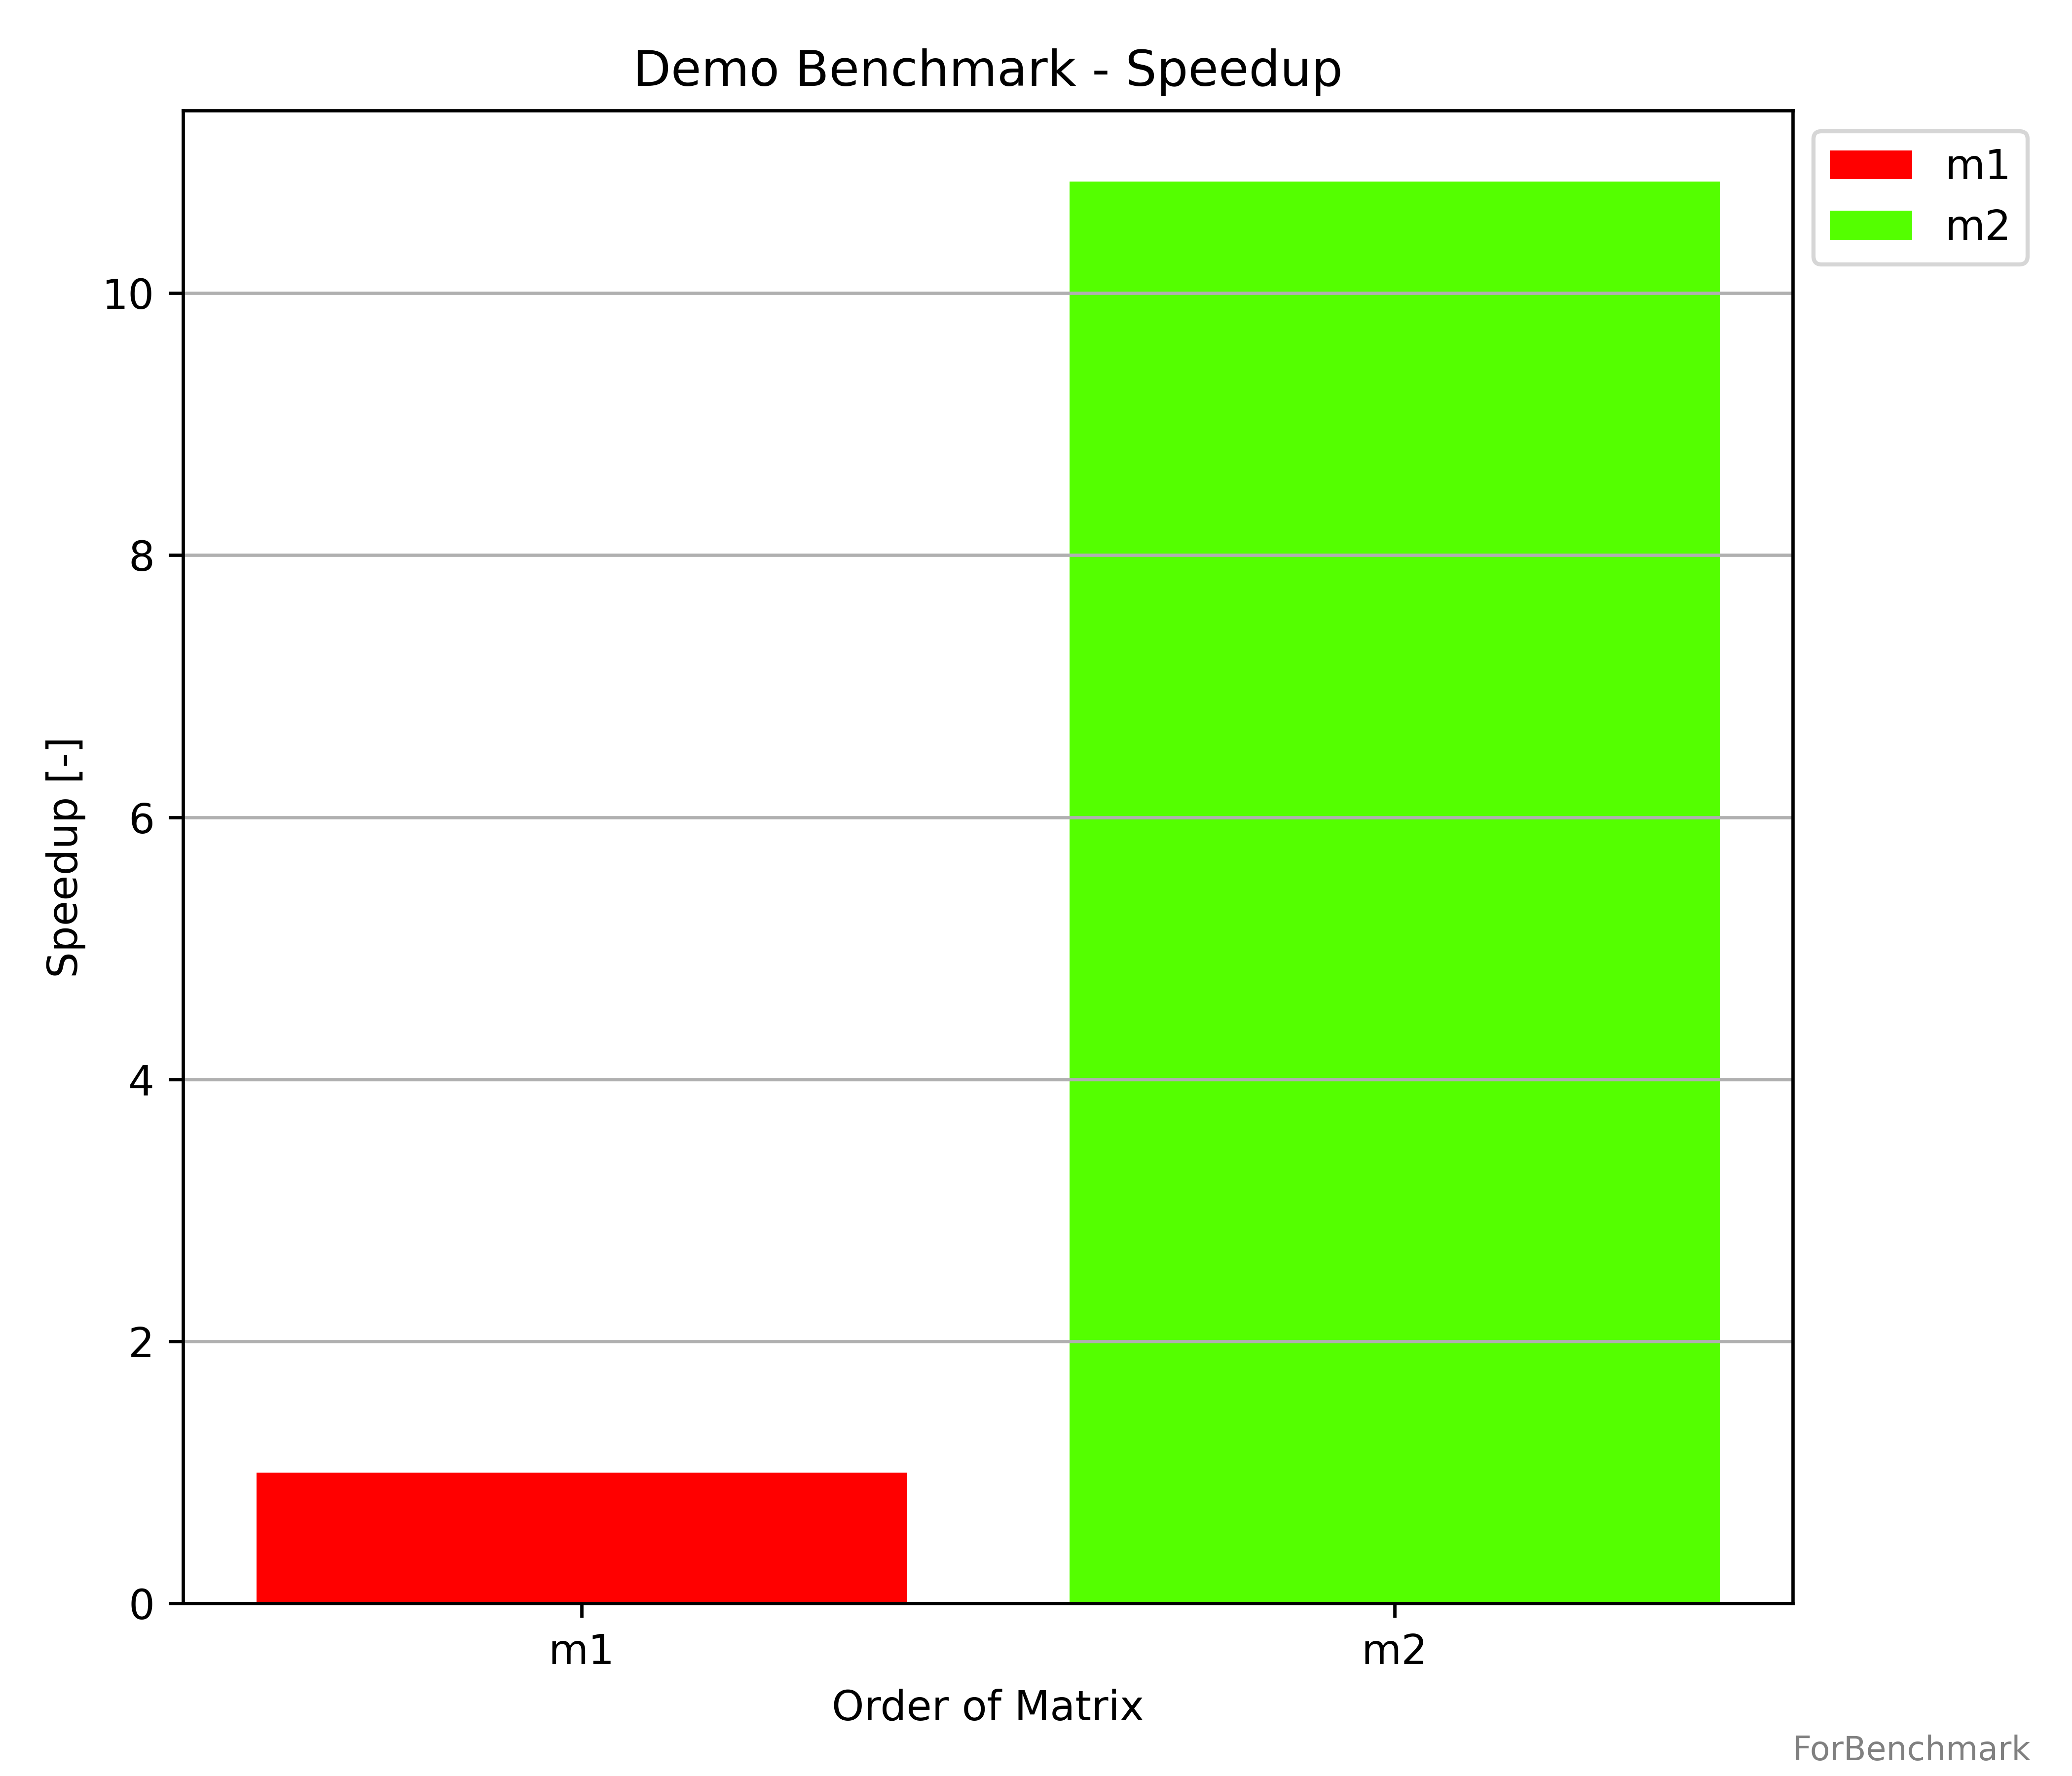 Demo Benchmark - Speedup
m1
m2
10
8
6
4
2
0
Speedup [-]
m1
m2
Order of Matrix
ForBenchmark